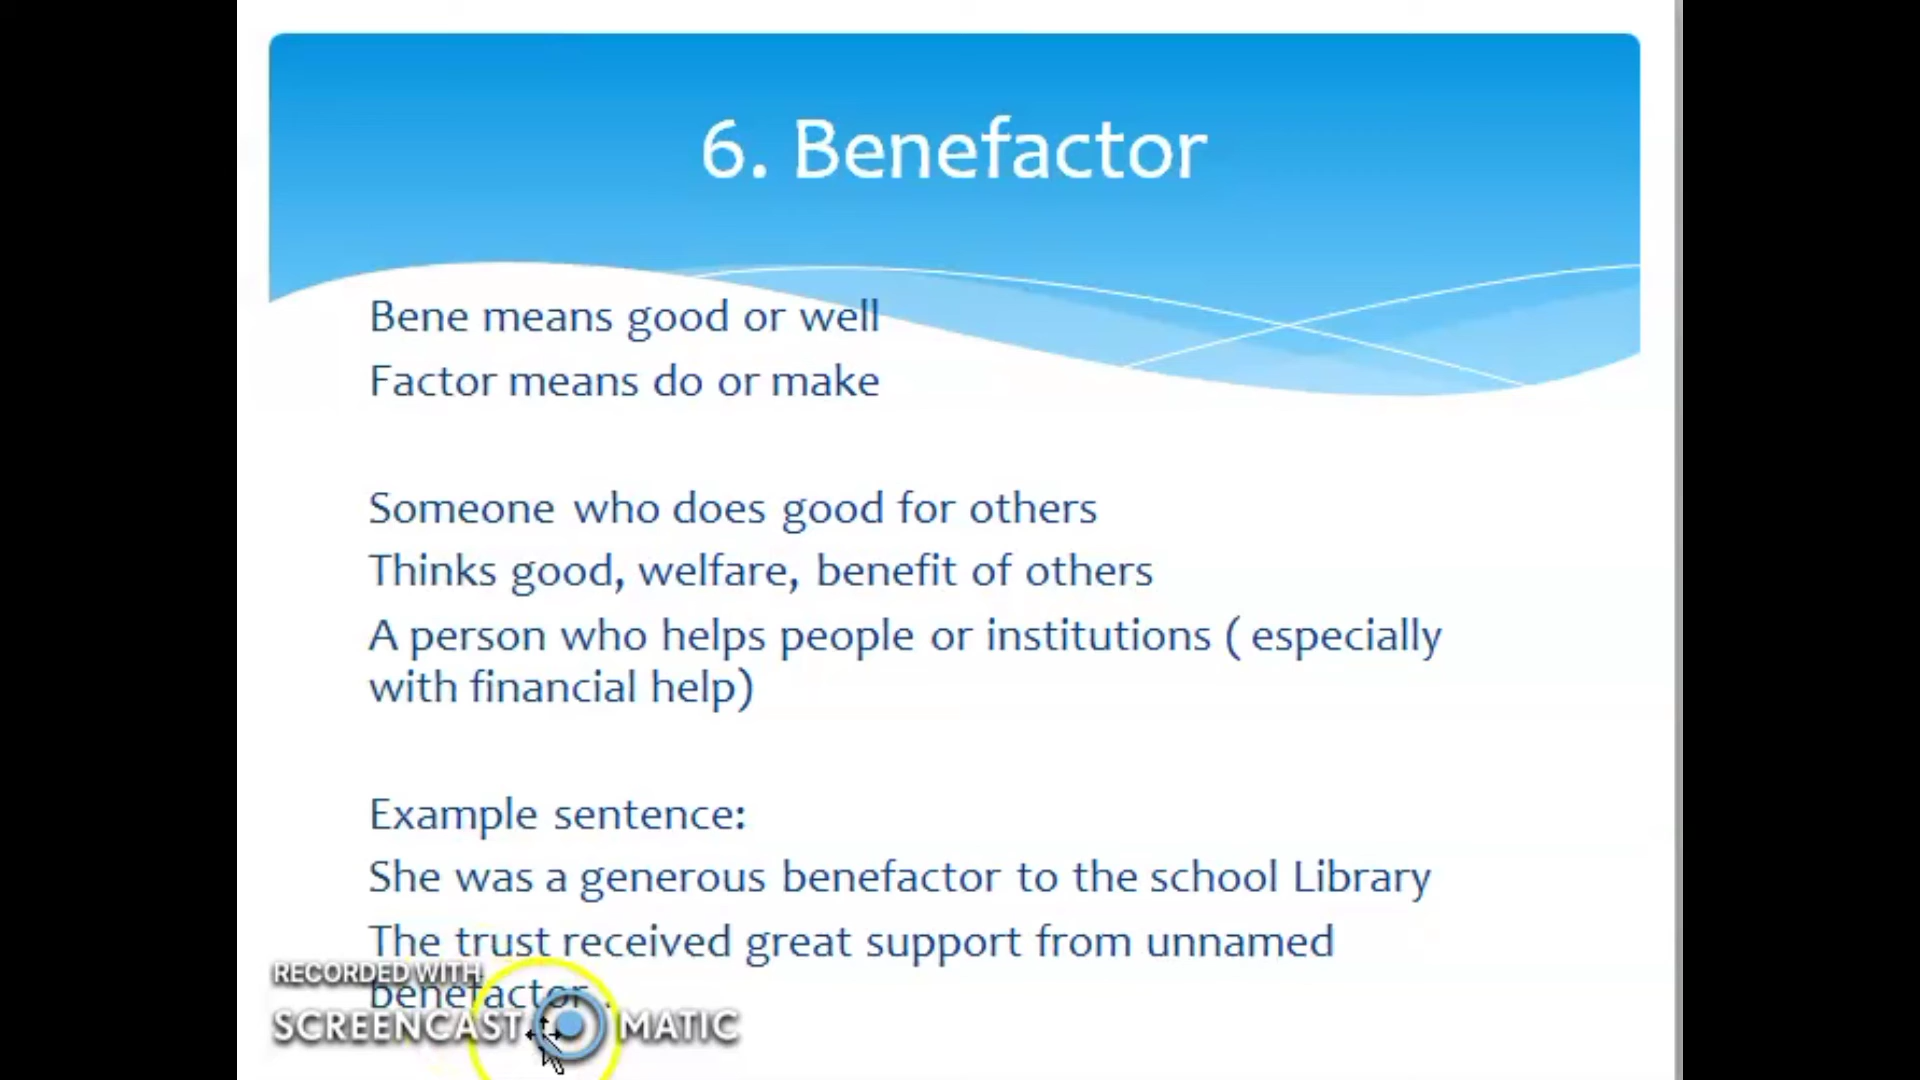 6. Benefactor
Bene means good or well
Factor means do or make
Someone who does good for others
Thinks good, welfare, benefit of others
A person who helps people or institutions ( especially
with financial help)
Example sentence:
She was a generous benefactor to the school Library
The trust received great support from unnamed
benefactor .
RECORDED WITH
SCREENCAST MATIC